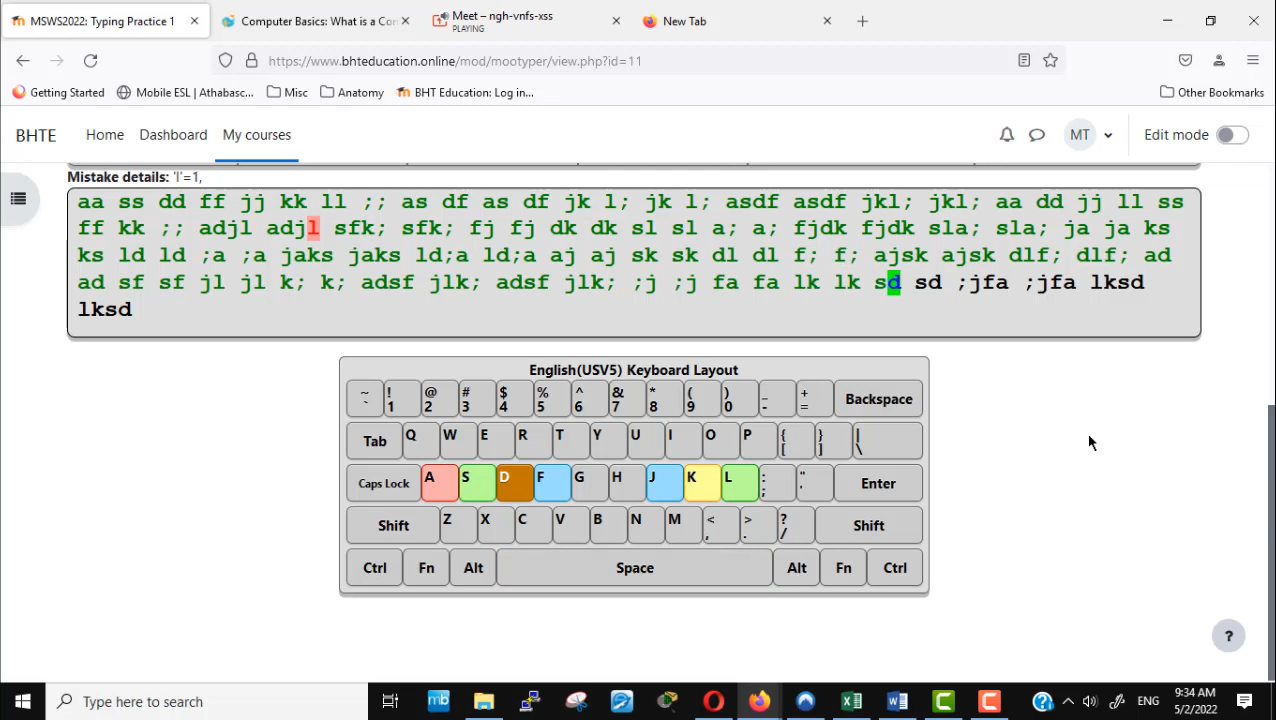 MSWS2022: Typing Practice 1
Computer Basics: What is a Con
Meet – ngh-vnfs-xss
PLAYING
New Tab
https://www.bhteducation.online/mod/mootyper/view.php?id=11
Getting Started
Mobile ESL | Athabasc...
Misc
Anatomy
BHT Education: Log in...
Other Bookmarks
BHTE
Home
Dashboard
My courses
MT
Edit mode
Mistake details: 'l'=1,
aa ss dd ff jj kk ll ;; as df as df jk l; jk l; asdf asdf jkl; jkl; aa dd jj ll ss
ff kk ;; adjl adjl sfk; sfk; fj fj dk dk sl sl a; a; fjdk fjdk sla; sla; ja ja ks
ks ld ld ;a ;a jaks jaks ld;a ld;a aj aj sk sk dl dl f; f; ajsk ajsk dlf; dlf; ad
ad sf sf jl jl k; k; adsf jlk; adsf jlk; ;j ;j fa fa lk lk sd sd ;jfa ;jfa lksd
lksd
English(USV5) Keyboard Layout
~ ! @ # $ % ^ & * ( ) _ +
` 1 2 3 4 5 6 7 8 9 0 - = Backspace
Tab Q W E R T Y U I O P { } |
[ ] \
Caps Lock A S D F G H J K L : " Enter
; '
Shift Z X C V B N M < > ? Shift
, . /
Ctrl Fn Alt Space Alt Fn Ctrl
?
Type here to search
mb
X
W
C
C
?
ENG
9:34 AM
5/2/2022